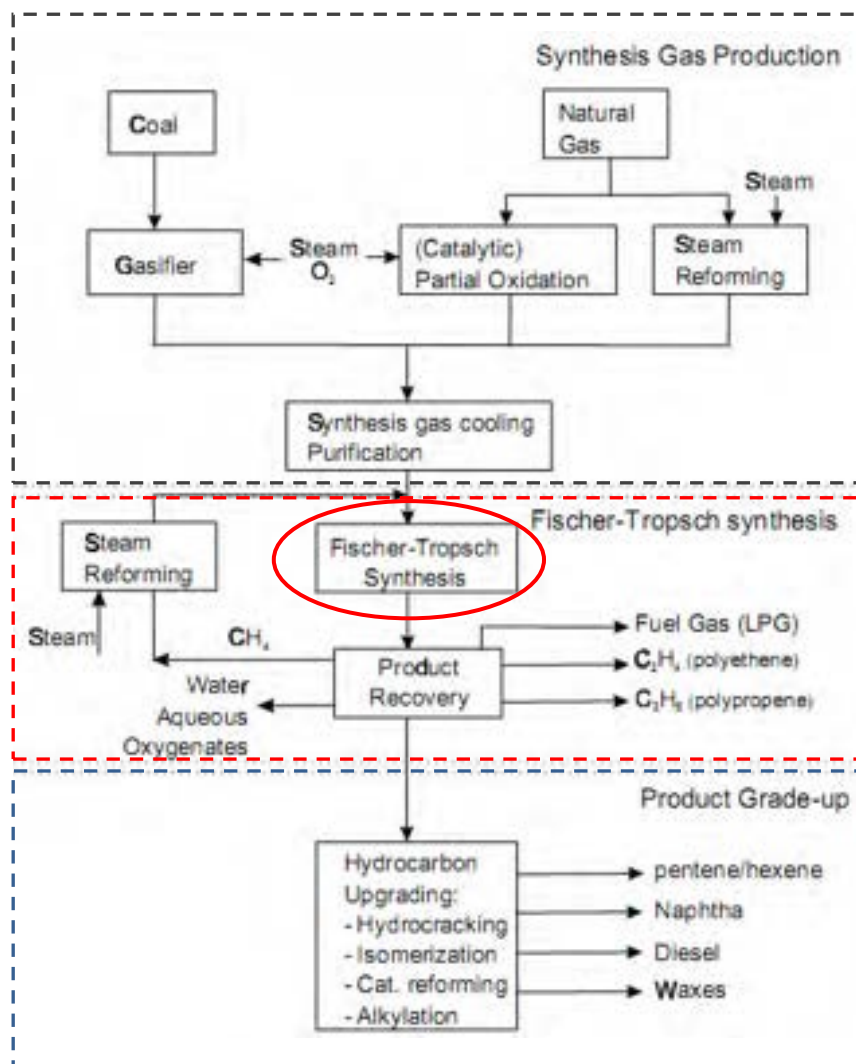 Synthesis Gas Production
Coal
Natural
Gas
Steam
Gasifier
Steam
O₂
(Catalytic)
Partial Oxidation
Steam
Reforming
Synthesis gas cooling
Purification
Fischer-Tropsch synthesis
Steam
Reforming
Fischer-Tropsch
Synthesis
Steam
CH₄
Product
Recovery
Fuel Gas (LPG)
C₂H₄ (polyethene)
C₃H₆ (polypropene)
Water
Aqueous
Oxygenates
Product Grade-up
Hydrocarbon
Upgrading:
- Hydrocracking
- Isomerization
- Cat. reforming
- Alkylation
pentene/hexene
Naphtha
Diesel
Waxes